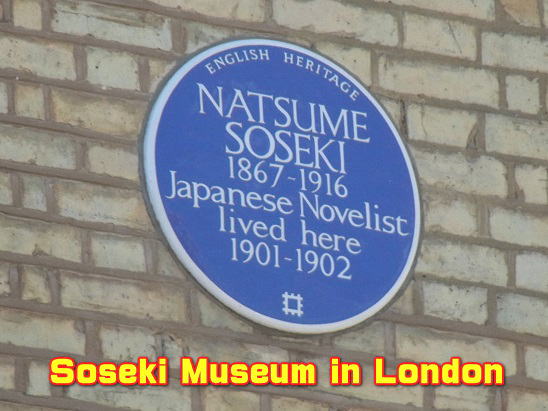 ENGLISH HERITAGE
NATSUME
SOSEKI
1867-1916
Japanese Novelist
lived here
1901-1902
Soseki Museum in London